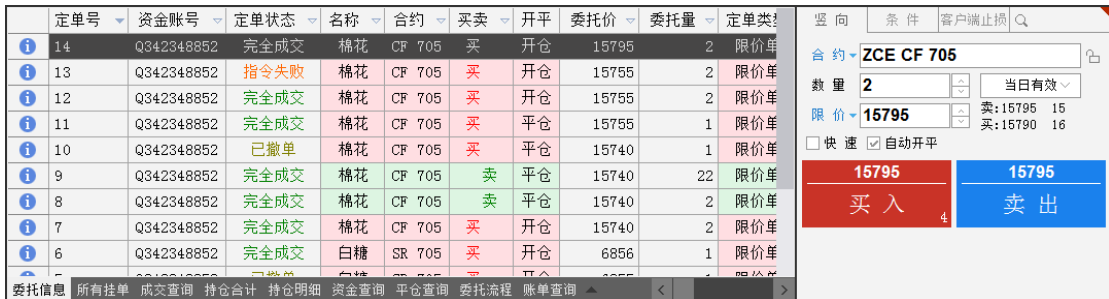 定单号 资金账号 定单状态 名称 合约 买卖 开平 委托价 委托量 定单类型
14 Q342348852 完全成交 棉花 CF 705 买 开仓 15795 2 限价单
13 Q342348852 指令失败 棉花 CF 705 买 开仓 15755 2 限价单
12 Q342348852 完全成交 棉花 CF 705 买 开仓 15755 2 限价单
11 Q342348852 完全成交 棉花 CF 705 买 平仓 15755 1 限价单
10 Q342348852 已撤单 棉花 CF 705 买 平仓 15740 1 限价单
9 Q342348852 完全成交 棉花 CF 705 卖 平仓 15740 22 限价单
8 Q342348852 完全成交 棉花 CF 705 卖 平仓 15740 2 限价单
7 Q342348852 完全成交 棉花 CF 705 买 开仓 15740 2 限价单
6 Q342348852 完全成交 白糖 SR 705 买 开仓 6856 1 限价单
委托信息 所有挂单 成交查询 持仓合计 持仓明细 资金查询 平仓查询 委托流程 账单查询
竖向 条件 客户端止损
合约 ZCE CF 705
数量 2 当日有效
限价 15795 卖:15795 15
买:15790 16
快速 自动开平
15795 15795
买入 4 卖出